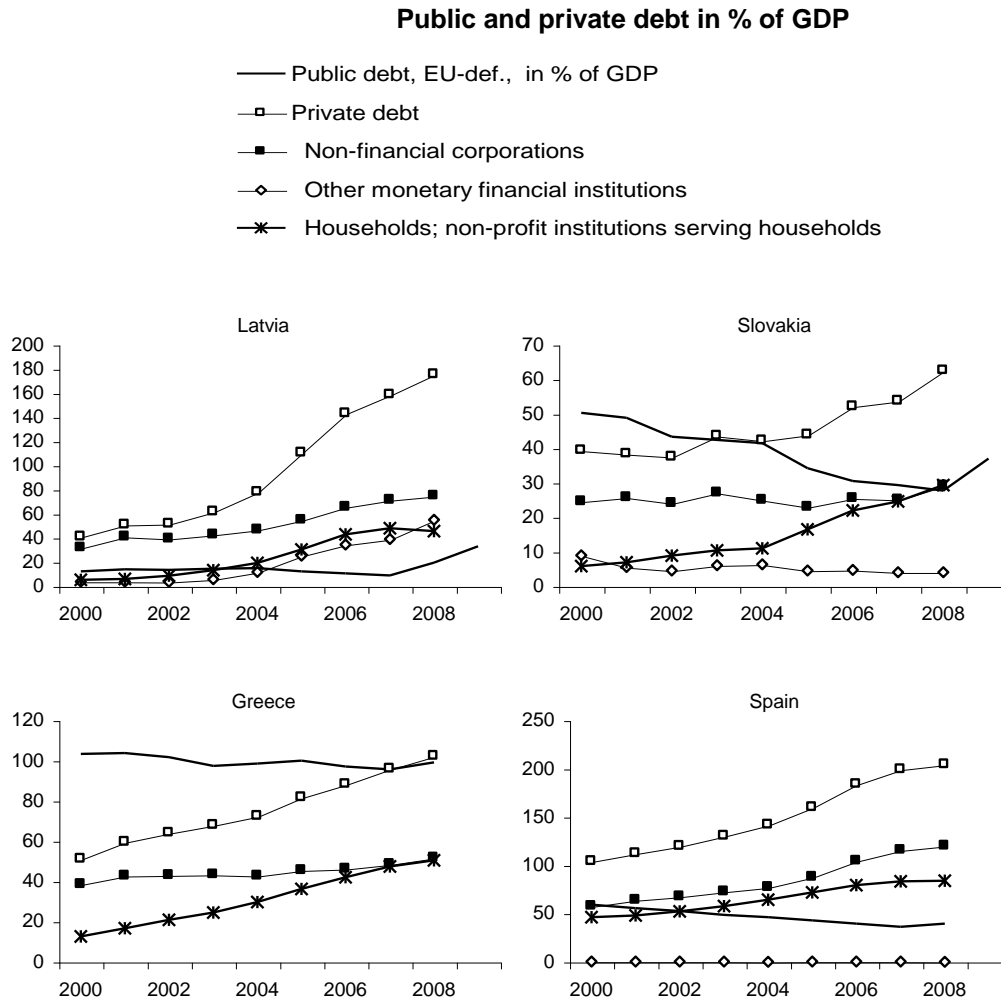 Public and private debt in % of GDP
Public debt, EU-def., in % of GDP
Private debt
Non-financial corporations
Other monetary financial institutions
Households; non-profit institutions serving households
Latvia
200
180
160
140
120
100
80
60
40
20
0
2000 2002 2004 2006 2008
Slovakia
70
60
50
40
30
20
10
0
2000 2002 2004 2006 2008
Greece
120
100
80
60
40
20
0
2000 2002 2004 2006 2008
Spain
250
200
150
100
50
0
2000 2002 2004 2006 2008